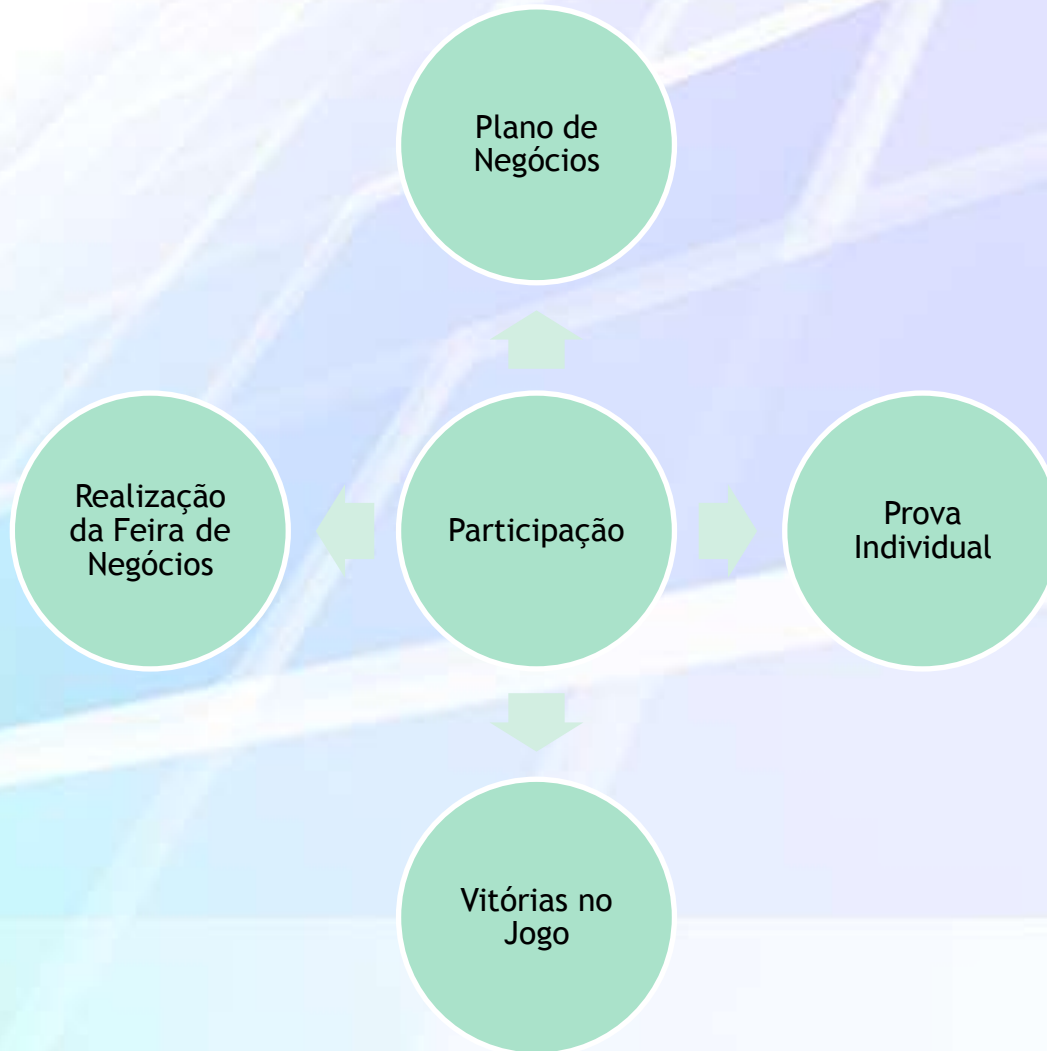 Plano de
Negócios
Realização
da Feira de
Negócios
Participação
Prova
Individual
Vitórias no
Jogo